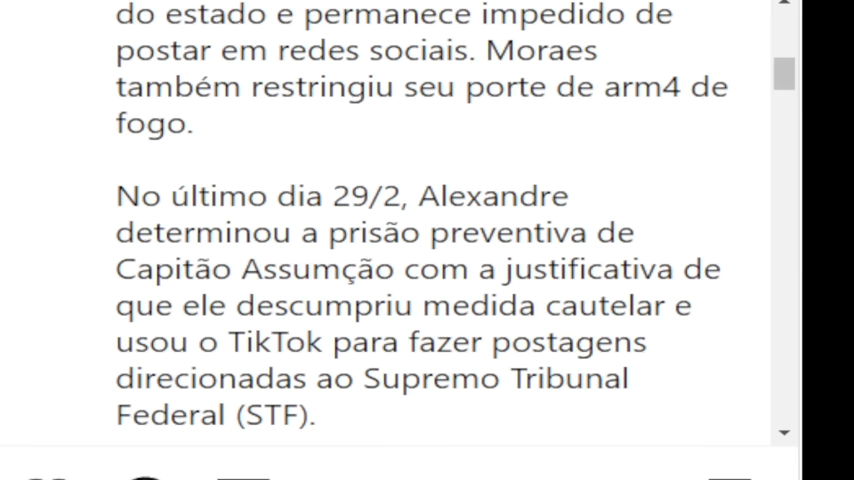 do estado e permanece impedido de
postar em redes sociais. Moraes
também restringiu seu porte de arm4 de
fogo.
No último dia 29/2, Alexandre
determinou a prisão preventiva de
Capitão Assumção com a justificativa de
que ele descumpriu medida cautelar e
usou o TikTok para fazer postagens
direcionadas ao Supremo Tribunal
Federal (STF).